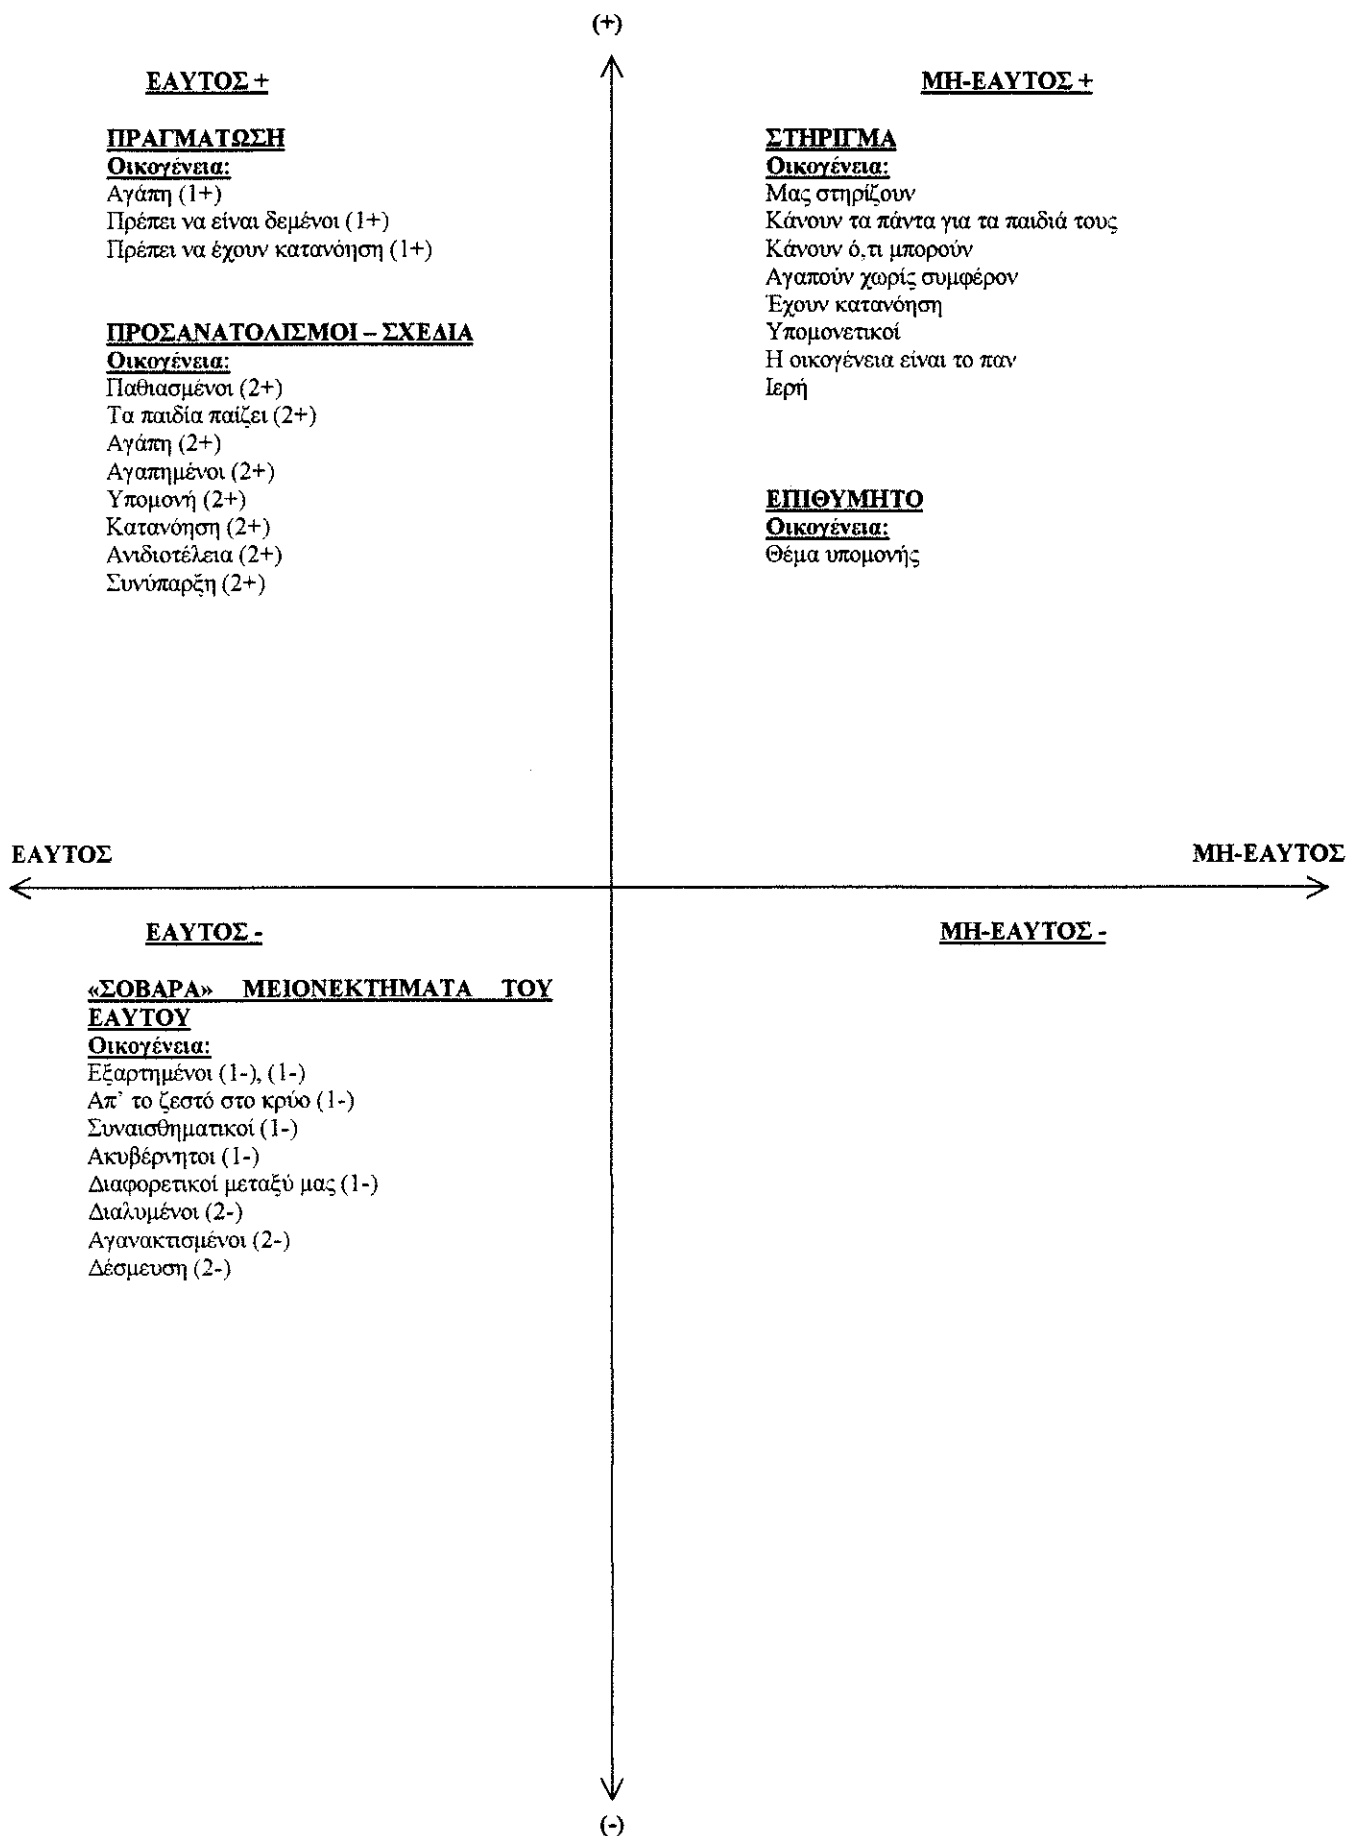 (+)
ΕΑΥΤΟΣ +
ΠΡΑΓΜΑΤΩΣΗ
Οικογένεια:
Αγάπη (1+)
Πρέπει να είναι δεμένοι (1+)
Πρέπει να έχουν κατανόηση (1+)
ΠΡΟΣΑΝΑΤΟΛΙΣΜΟΙ – ΣΧΕΔΙΑ
Οικογένεια:
Παθιασμένοι (2+)
Τα παιδία παίζει (2+)
Αγάπη (2+)
Αγαπημένοι (2+)
Υπομονή (2+)
Κατανόηση (2+)
Ανιδιοτέλεια (2+)
Συνύπαρξη (2+)
ΜΗ-ΕΑΥΤΟΣ +
ΣΤΗΡΙΓΜΑ
Οικογένεια:
Μας στηρίζουν
Κάνουν τα πάντα για τα παιδιά τους
Κάνουν ό,τι μπορούν
Αγαπούν χωρίς συμφέρον
Έχουν κατανόηση
Υπομονετικοί
Η οικογένεια είναι το παν
Ιερή
ΕΠΙΘΥΜΗΤΟ
Οικογένεια:
Θέμα υπομονής
ΕΑΥΤΟΣ
ΜΗ-ΕΑΥΤΟΣ
ΕΑΥΤΟΣ -
«ΣΟΒΑΡΑ» ΜΕΙΟΝΕΚΤΗΜΑΤΑ ΤΟΥ
ΕΑΥΤΟΥ
Οικογένεια:
Εξαρτημένοι (1-), (1-)
Απ’ το ζεστό στο κρύο (1-)
Συναισθηματικοί (1-)
Ακυβέρνητοι (1-)
Διαφορετικοί μεταξύ μας (1-)
Διαλυμένοι (2-)
Αγανακτισμένοι (2-)
Δέσμευση (2-)
ΜΗ-ΕΑΥΤΟΣ -
(-)